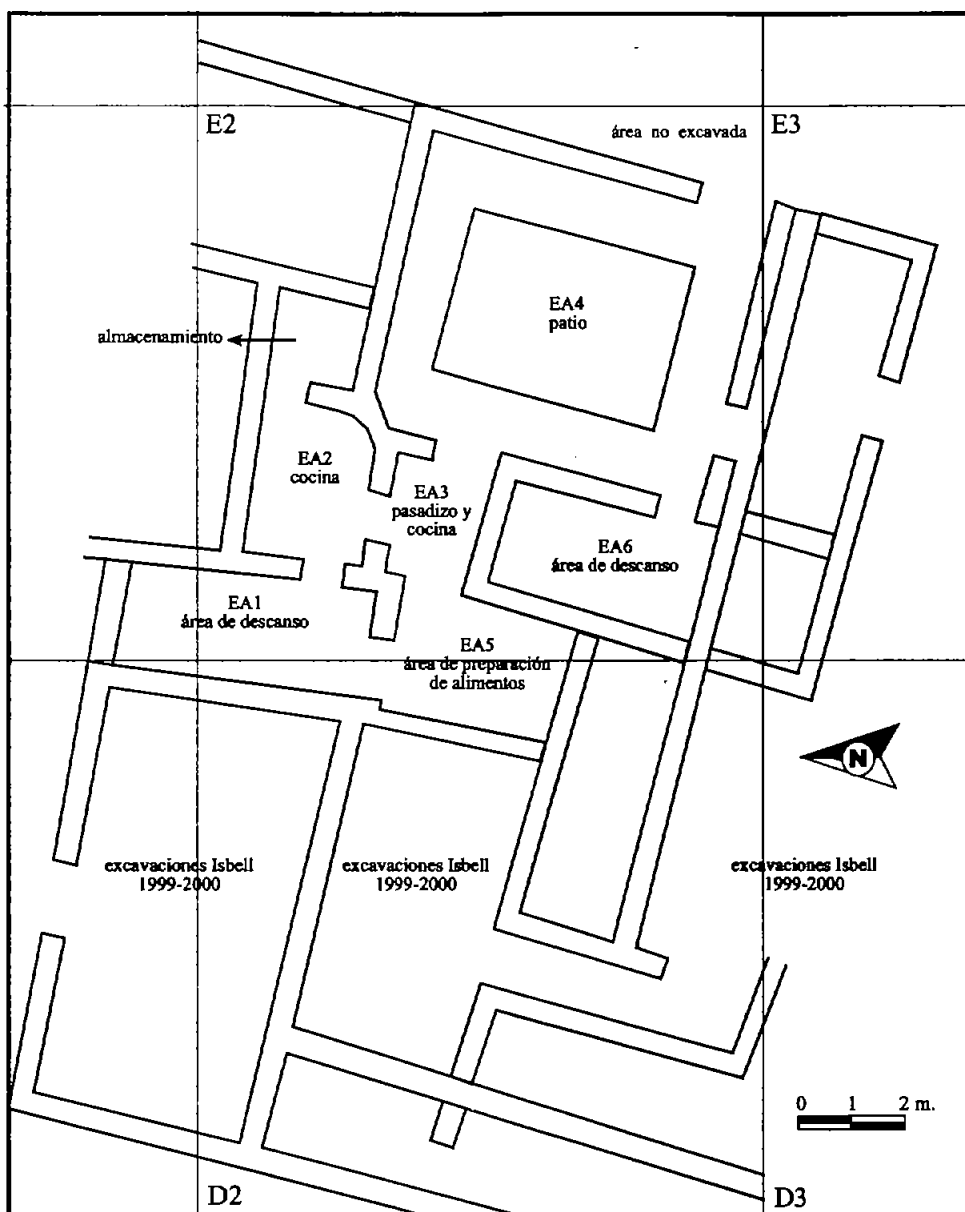 E2
E3
área no excavada
EA4
patio
almacenamiento
EA2
cocina
EA3
pasadizo y
cocina
EA6
área de descanso
EA1
área de descanso
EA5
área de preparación
de alimentos
N
excavaciones Isbell
1999-2000
excavaciones Isbell
1999-2000
excavaciones Isbell
1999-2000
0 1 2 m.
D2
D3